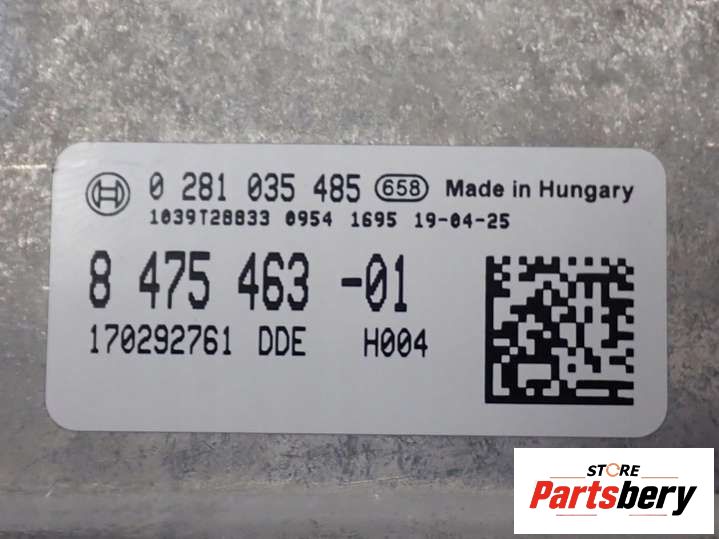 0 281 035 485 658 Made in Hungary
1039T28833 0954 1695 19-04-25
8 475 463 -01
170292761 DDE H004
STORE
Partsbery